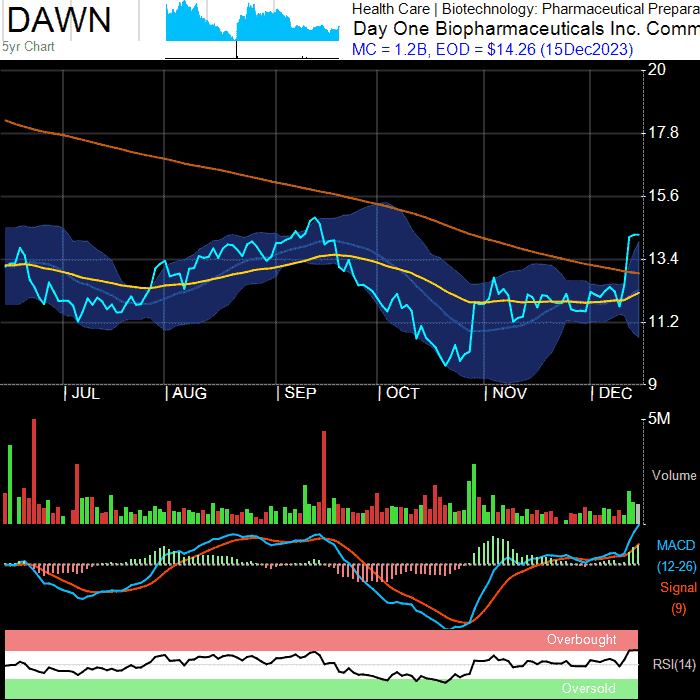 DAWN
5yr Chart
Health Care | Biotechnology: Pharmaceutical Prepara
Day One Biopharmaceuticals Inc. Comm
MC = 1.2B, EOD = $14.26 (15Dec2023)
20
17.8
15.6
13.4
11.2
9
| JUL | AUG | SEP | OCT | NOV | DEC
5M
Volume
MACD
(12-26)
Signal
(9)
Overbought
RSI(14)
Oversold